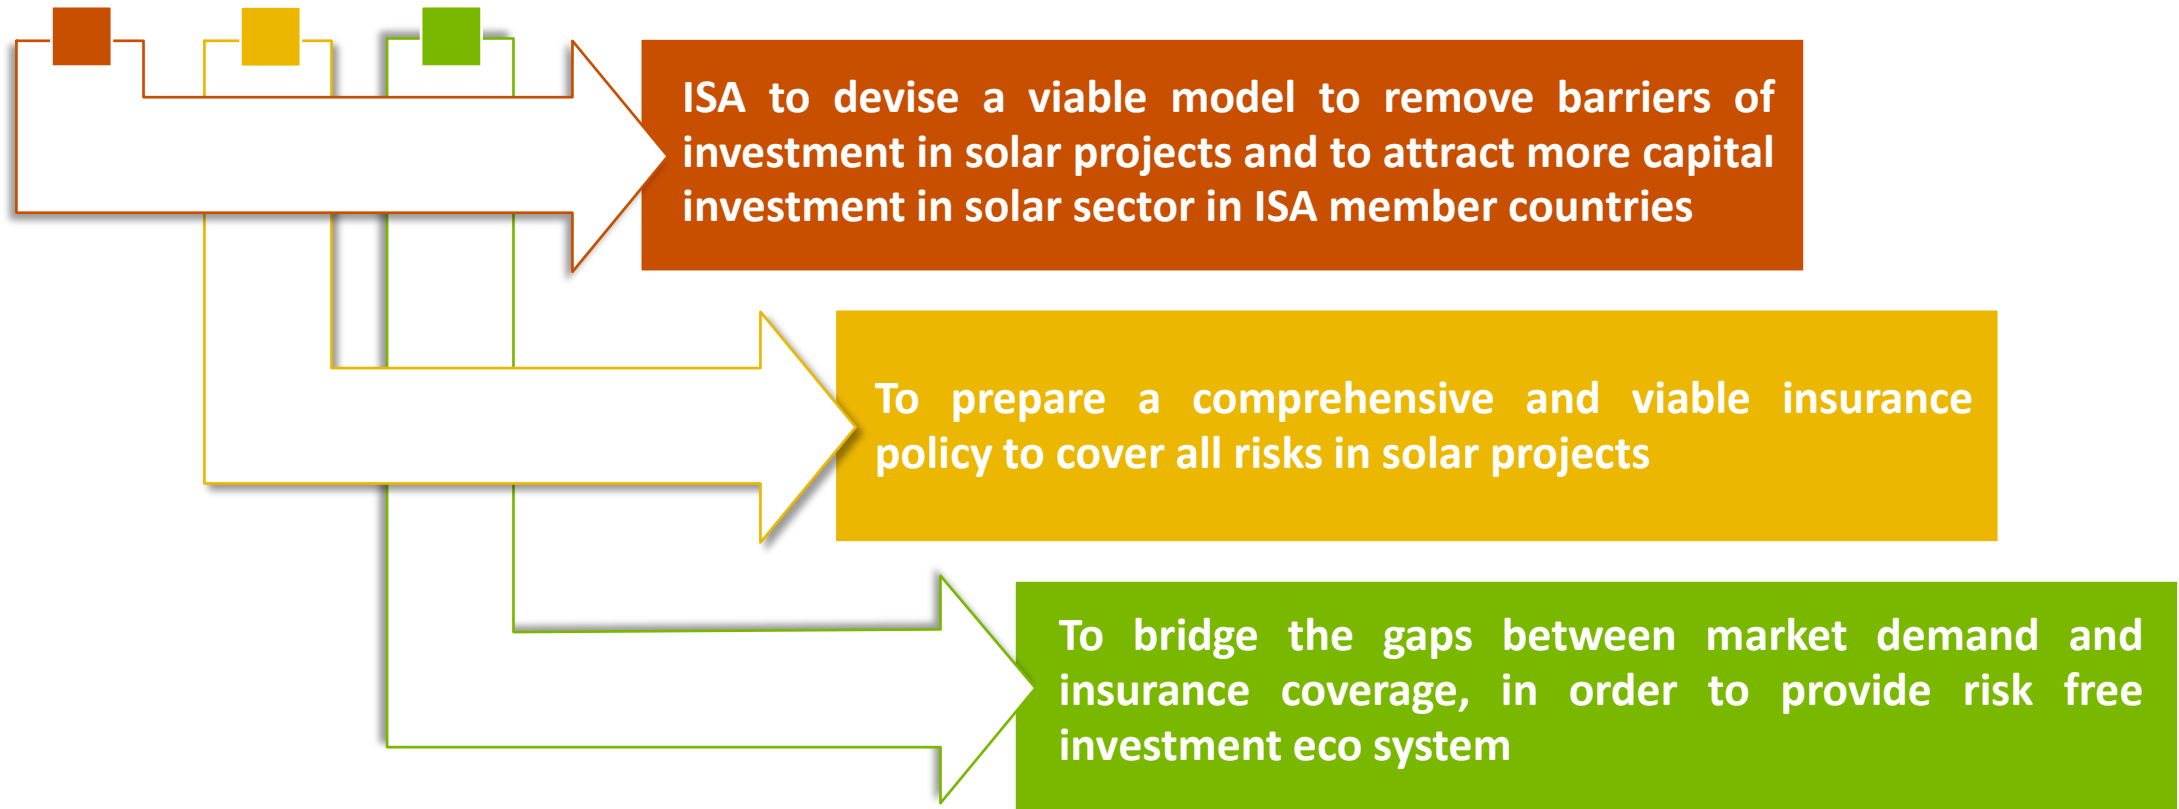 ISA to devise a viable model to remove barriers of
investment in solar projects and to attract more capital
investment in solar sector in ISA member countries
To prepare a comprehensive and viable insurance
policy to cover all risks in solar projects
To bridge the gaps between market demand and
insurance coverage, in order to provide risk free
investment eco system